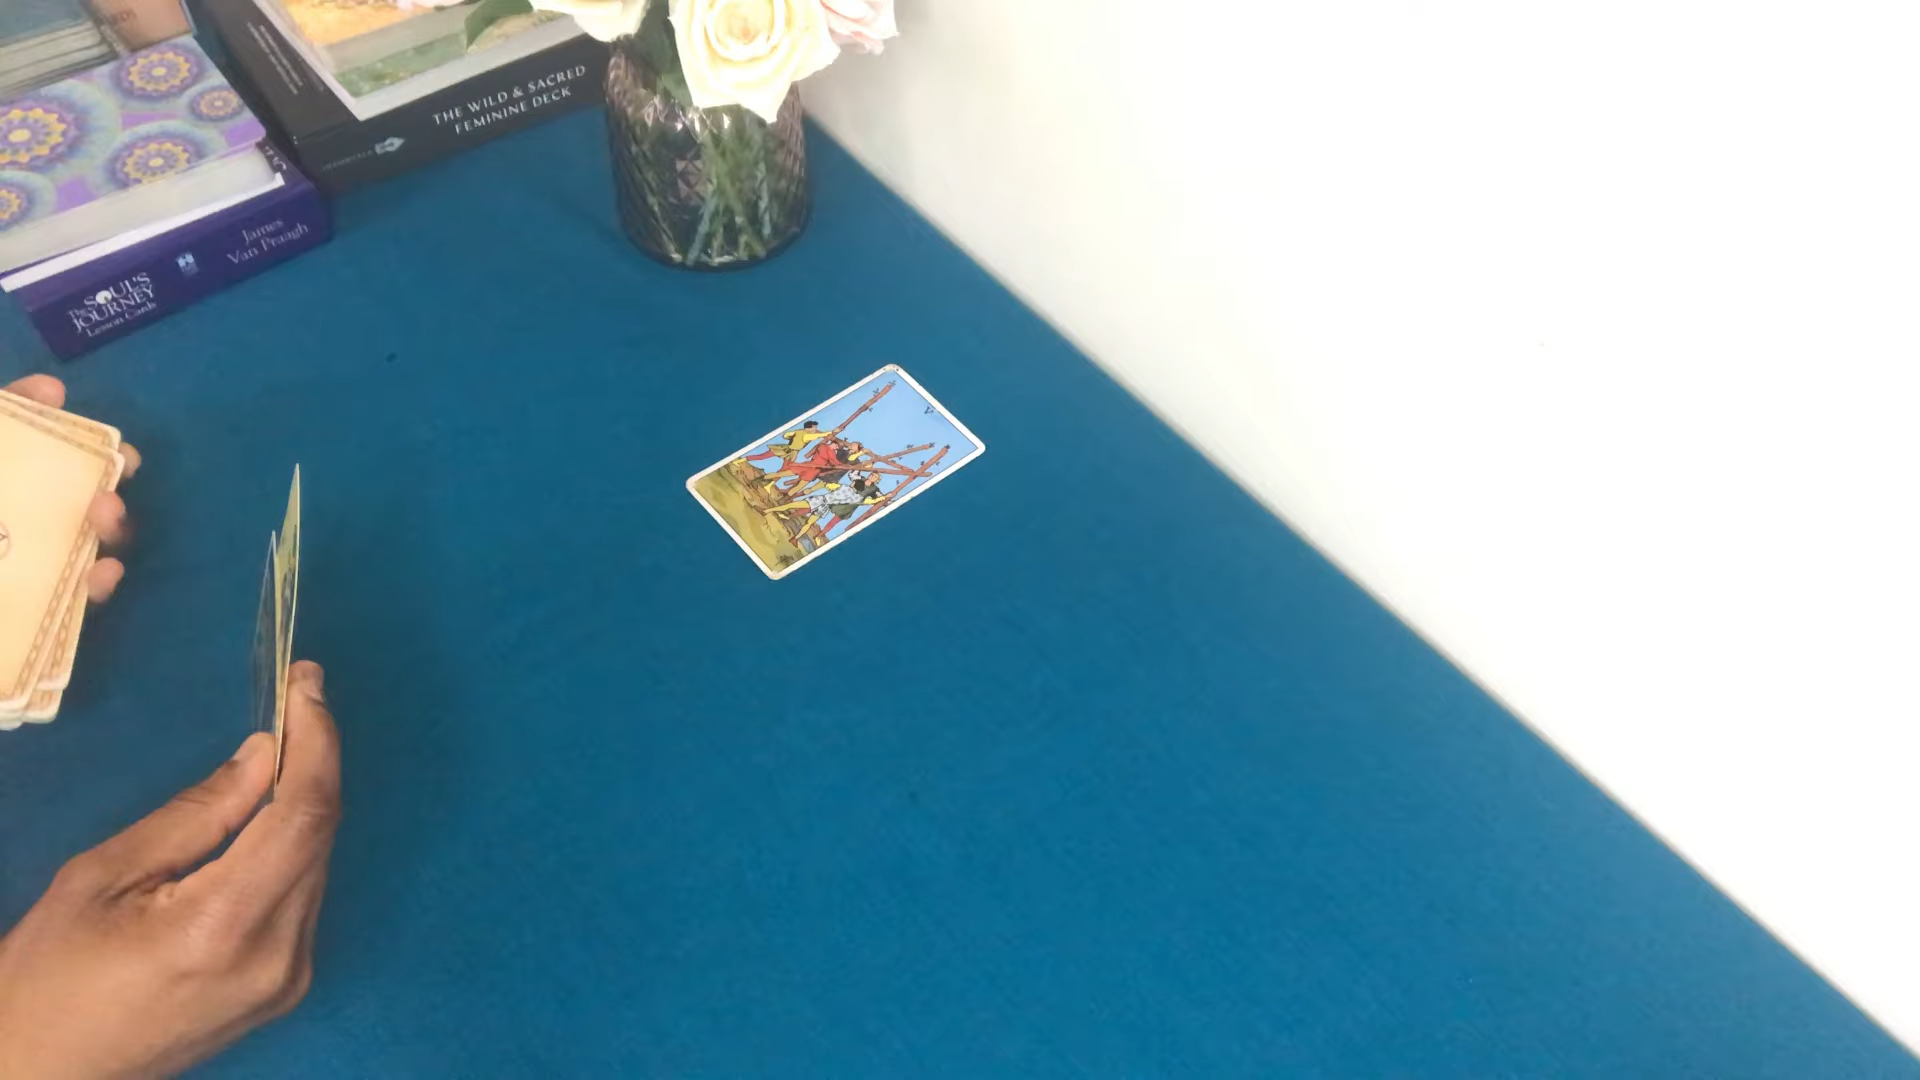 THE WILD & SACRED
FEMININE DECK
James
Van Praagh
The
SOUL'S
JOURNEY
Lesson Cards
V